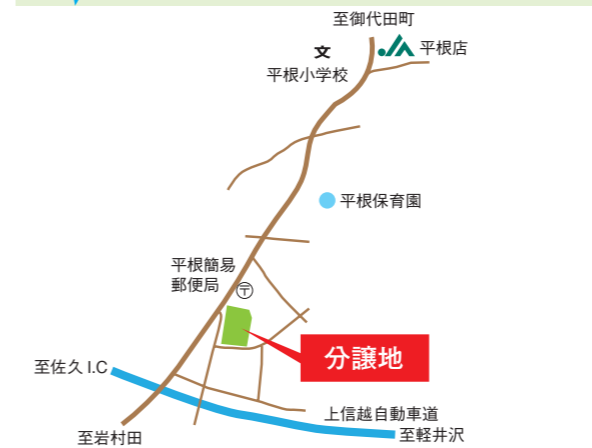 至御代田町
文
JA 平根店
平根小学校
平根保育園
平根簡易
郵便局
〒
分譲地
至佐久 I.C
上信越自動車道
至軽井沢
至岩村田